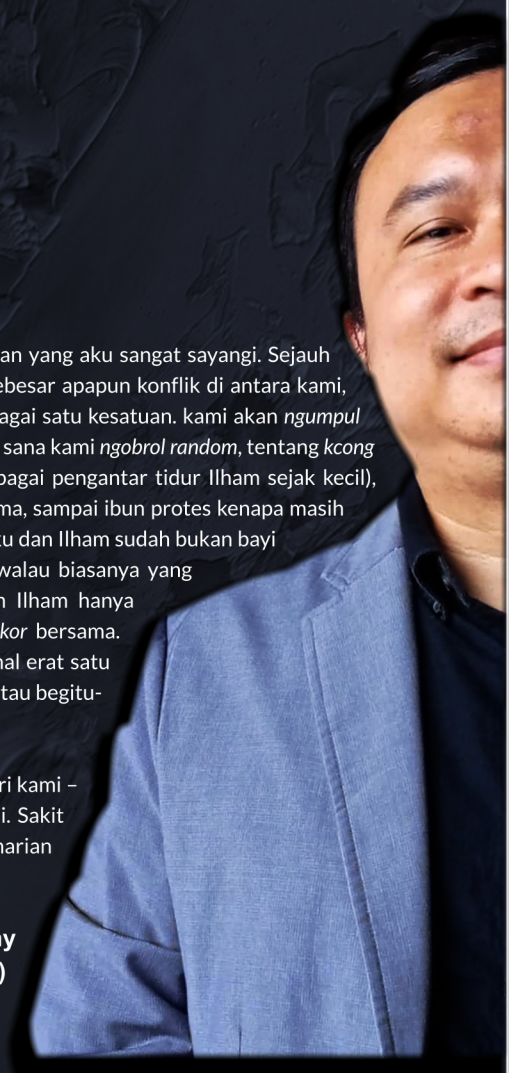 an yang aku sangat sayangi. Sejauh
ebesar apapun konflik di antara kami,
agai satu kesatuan. kami akan ngumpul
sana kami ngobrol random, tentang kcong
bagai pengantar tidur Ilham sejak kecil),
ma, sampai ibun protes kenapa masih
ku dan Ilham sudah bukan bayi
walau biasanya yang
n Ilham hanya
kor bersama.
nal erat satu
tau begitu-
ri kami –
i. Sakit
harian
ny
)